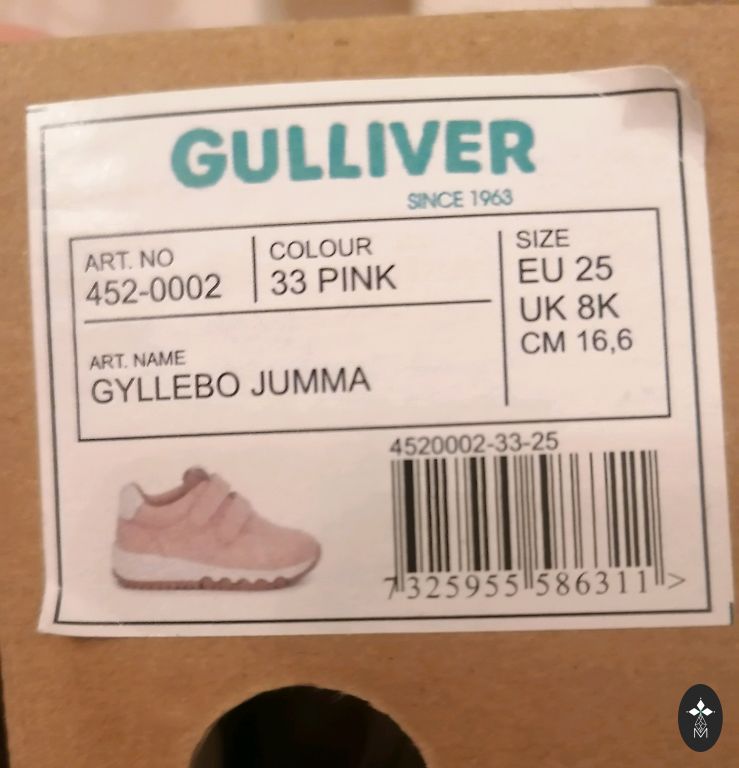 GULLIVER
SINCE 1963
ART. NO
452-0002
COLOUR
33 PINK
SIZE
EU 25
UK 8K
CM 16,6
ART. NAME
GYLLEBO JUMMA
4520002-33-25
7 325955 586311 >
M